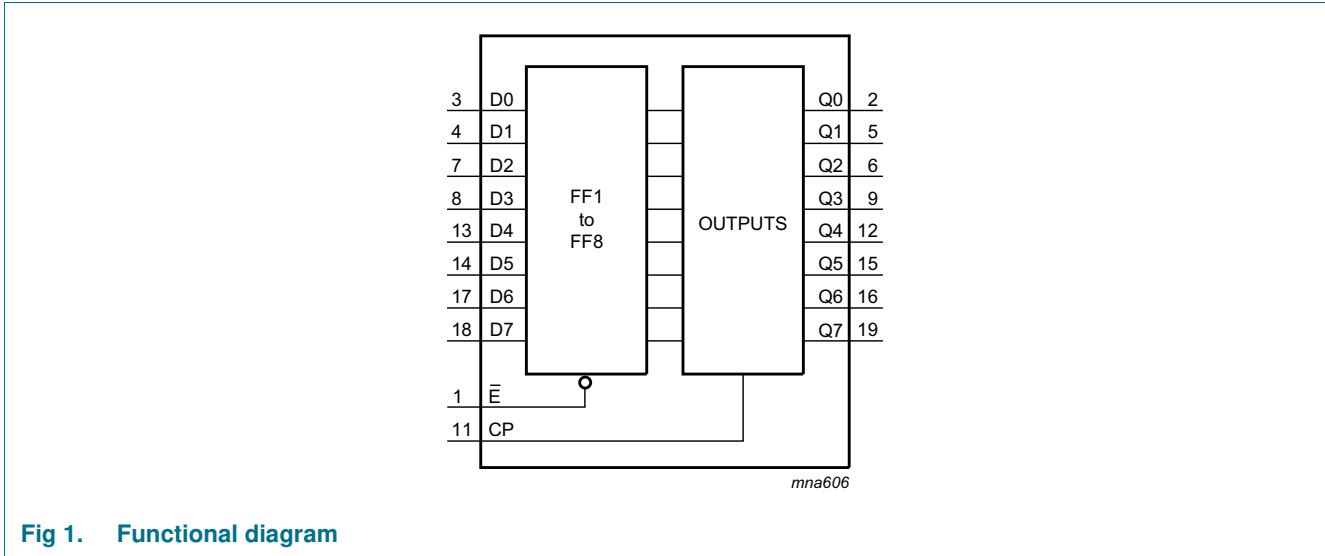 3 D0 Q0 2
4 D1 Q1 5
7 D2 Q2 6
8 D3 FF1 Q3 9
to OUTPUTS
13 D4 FF8 Q4 12
14 D5 Q5 15
17 D6 Q6 16
18 D7 Q7 19
1 E̅
11 CP
mna606
Fig 1. Functional diagram